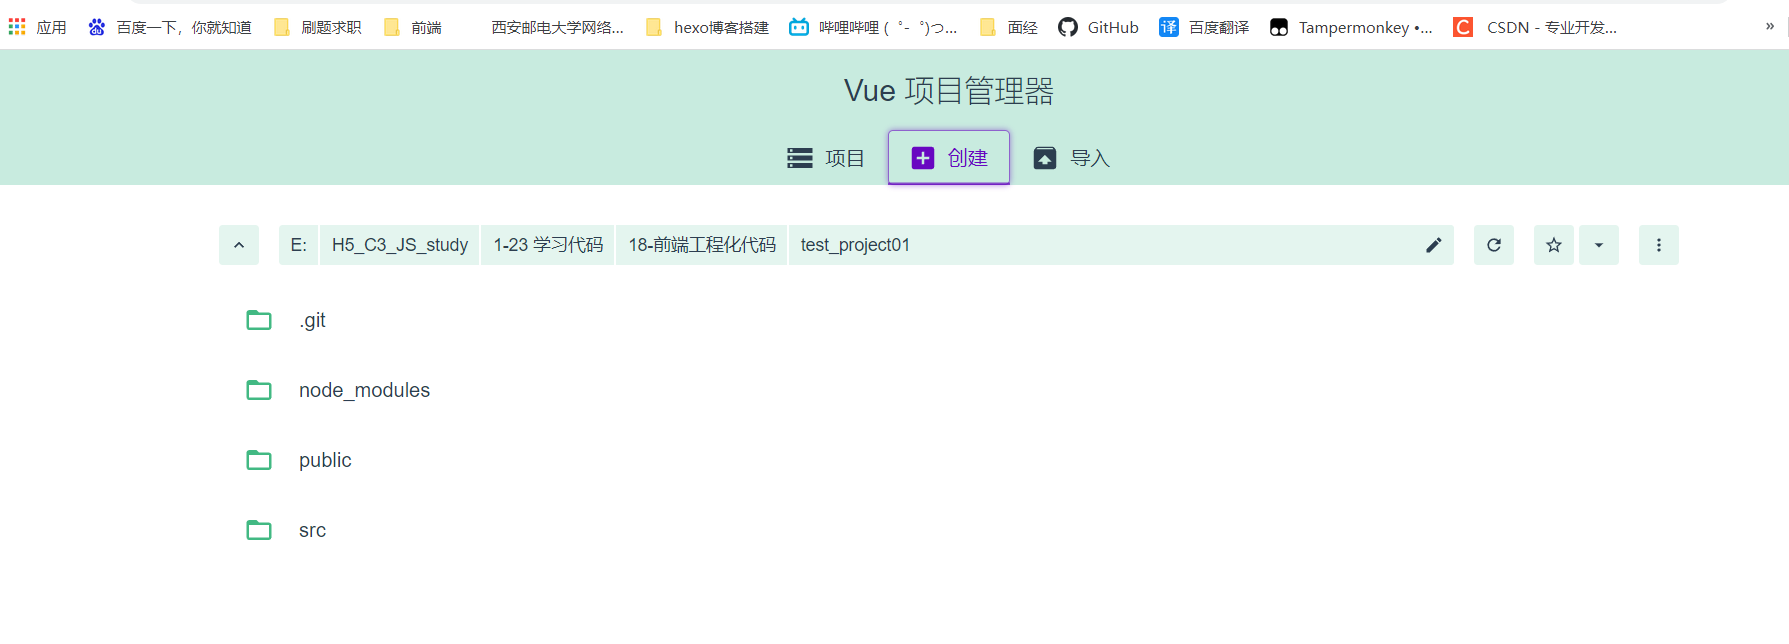 应用 百度一下，你就知道 刷题求职 前端 西安邮电大学网络... hexo博客搭建 哔哩哔哩 (゜-゜)つ... 面经 GitHub 译 百度翻译 Tampermonkey •... C CSDN - 专业开发... »
Vue 项目管理器
项目 创建 导入
E: H5_C3_JS_study 1-23 学习代码 18-前端工程化代码 test_project01
.git
node_modules
public
src